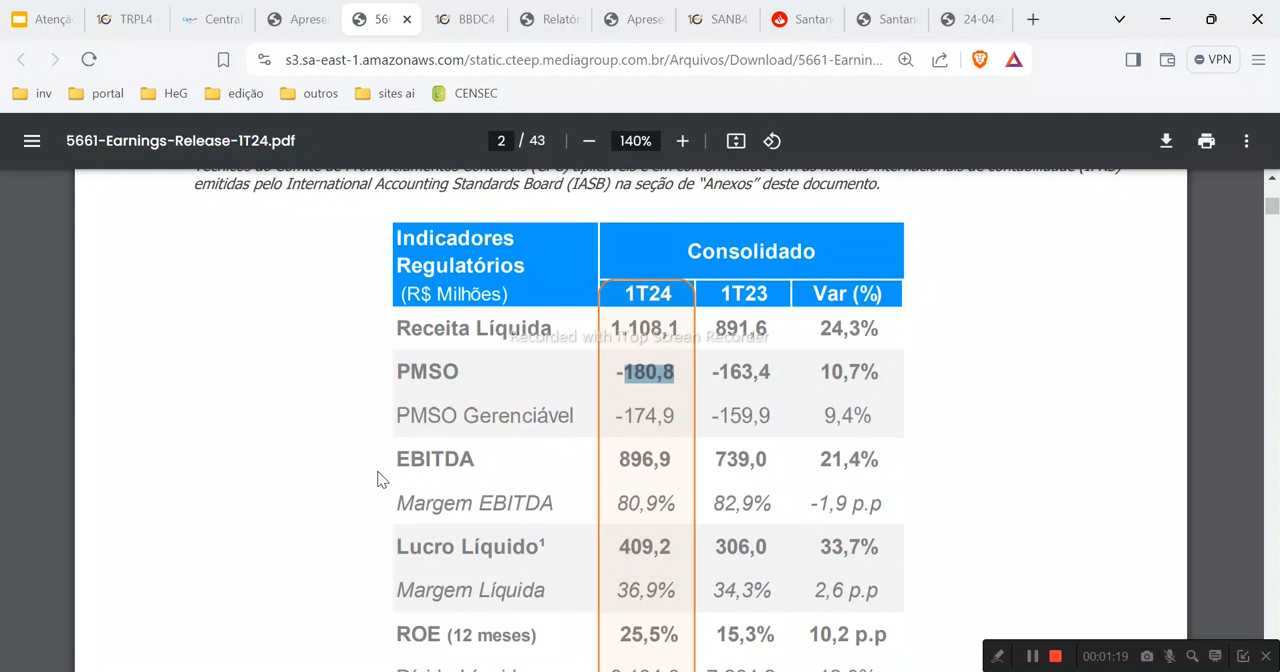 Atençã
TRPL4
Central
Aprese
56
BBDC4
Relatór
Aprese
SANB4
Santan
Santan
24-04-
s3.sa-east-1.amazonaws.com/static.cteep.mediagroup.com.br/Arquivos/Download/5661-Earnin...
VPN
inv
portal
HeG
edição
outros
sites ai
CENSEC
5661-Earnings-Release-1T24.pdf
2 / 43
140%
emitidas pelo International Accounting Standards Board (IASB) na seção de "Anexos" deste documento.
Indicadores Consolidado
Regulatórios
(R$ Milhões) 1T24 1T23 Var (%)
Receita Líquida 1.108,1 891,6 24,3%
Recorded with iTop Screen Recorder
PMSO -180,8 -163,4 10,7%
PMSO Gerenciável -174,9 -159,9 9,4%
EBITDA 896,9 739,0 21,4%
Margem EBITDA 80,9% 82,9% -1,9 p.p
Lucro Líquido¹ 409,2 306,0 33,7%
Margem Líquida 36,9% 34,3% 2,6 p.p
ROE (12 meses) 25,5% 15,3% 10,2 p.p
00:01:19